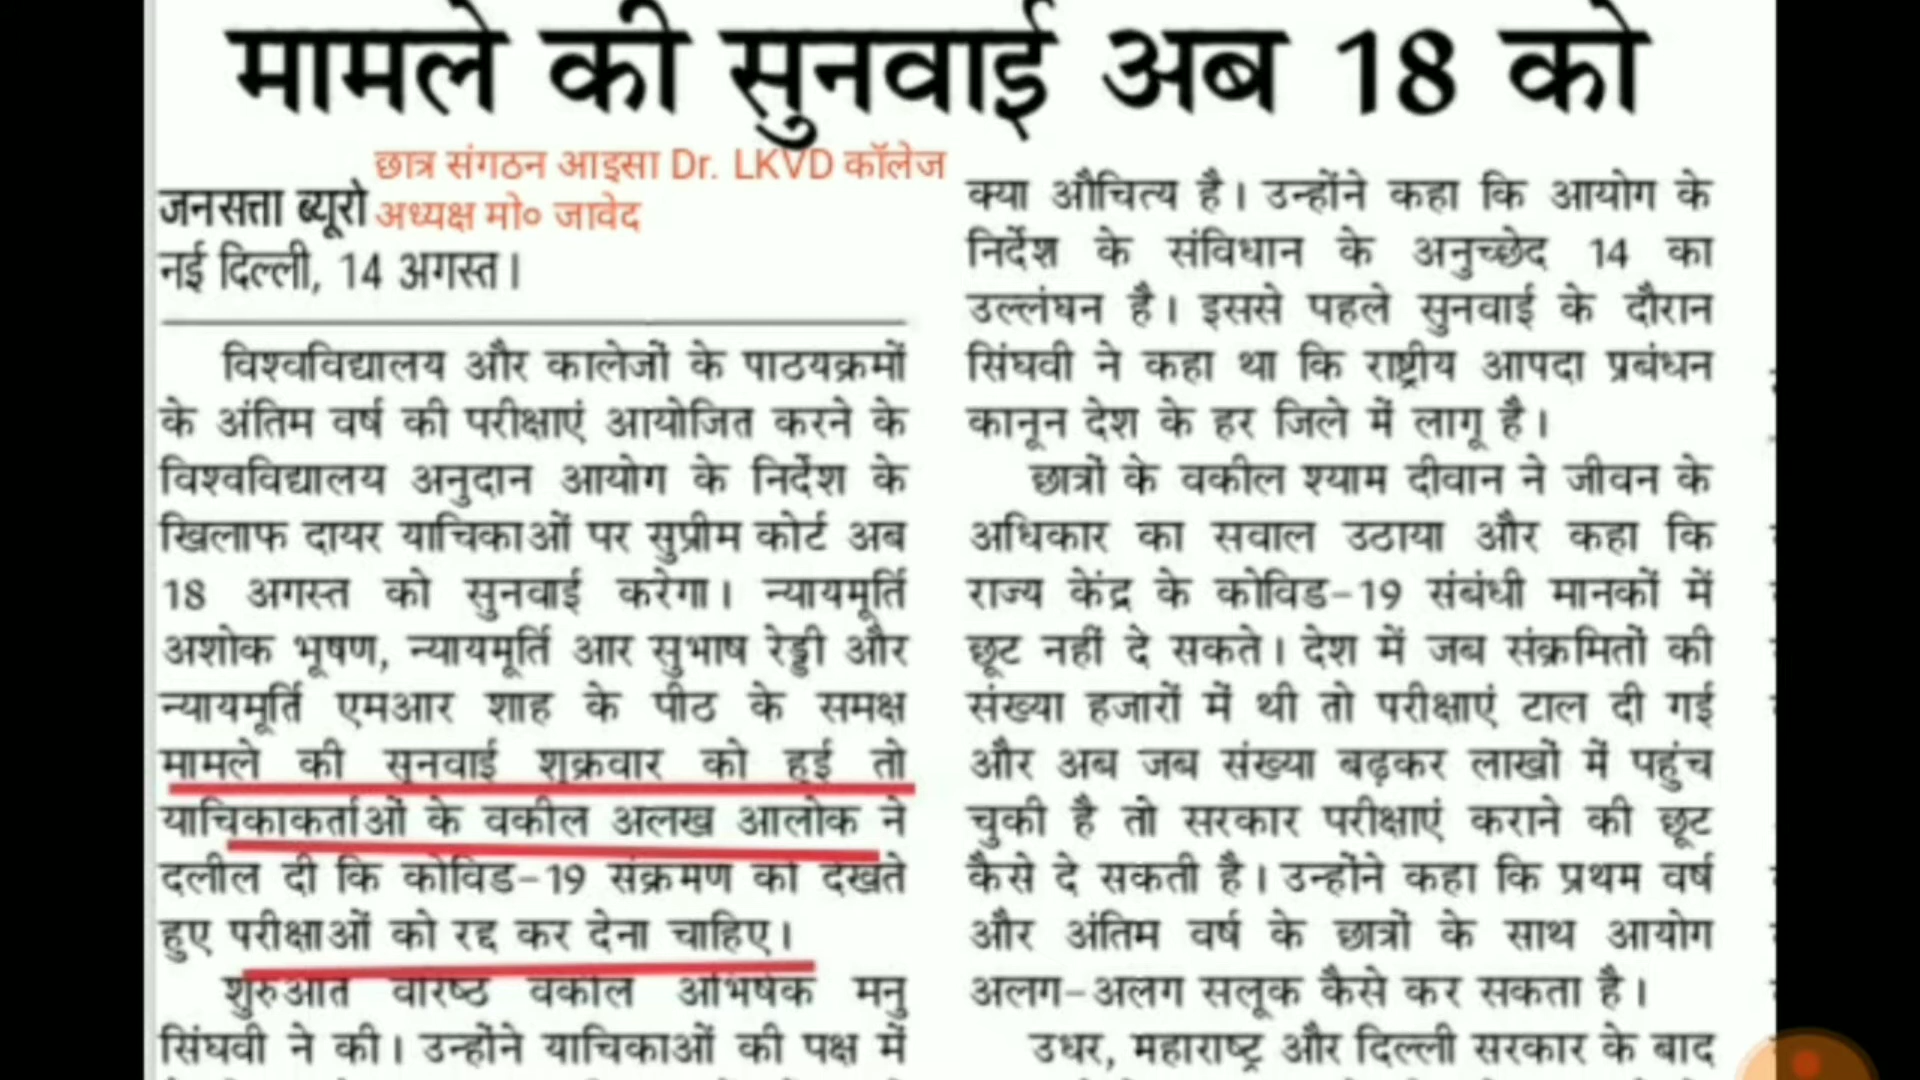 मामले की सुनवाई अब 18 को
छात्र संगठन आइसा Dr. LKVD कॉलेज
अध्यक्ष मो० जावेद
जनसत्ता ब्यूरो
नई दिल्ली, 14 अगस्त।
विश्वविद्यालय और कालेजों के पाठयक्रमों
के अंतिम वर्ष की परीक्षाएं आयोजित करने के
विश्वविद्यालय अनुदान आयोग के निर्देश के
खिलाफ दायर याचिकाओं पर सुप्रीम कोर्ट अब
18 अगस्त को सुनवाई करेगा। न्यायमूर्ति
अशोक भूषण, न्यायमूर्ति आर सुभाष रेड्डी और
न्यायमूर्ति एमआर शाह के पीठ के समक्ष
मामले की सुनवाई शुक्रवार को हुई तो
याचिकाकर्ताओं के वकील अलख आलोक ने
दलील दी कि कोविड-19 संक्रमण को देखते
हुए परीक्षाओं को रद्द कर देना चाहिए।
शुरुआत वरिष्ठ वकील अभिषेक मनु
सिंघवी ने की। उन्होंने याचिकाओं की पक्ष में
क्या औचित्य है। उन्होंने कहा कि आयोग के
निर्देश के संविधान के अनुच्छेद 14 का
उल्लंघन है। इससे पहले सुनवाई के दौरान
सिंघवी ने कहा था कि राष्ट्रीय आपदा प्रबंधन
कानून देश के हर जिले में लागू है।
छात्रों के वकील श्याम दीवान ने जीवन के
अधिकार का सवाल उठाया और कहा कि
राज्य केंद्र के कोविड-19 संबंधी मानकों में
छूट नहीं दे सकते। देश में जब संक्रमितों की
संख्या हजारों में थी तो परीक्षाएं टाल दी गई
और अब जब संख्या बढ़कर लाखों में पहुंच
चुकी है तो सरकार परीक्षाएं कराने की छूट
कैसे दे सकती है। उन्होंने कहा कि प्रथम वर्ष
और अंतिम वर्ष के छात्रों के साथ आयोग
अलग-अलग सलूक कैसे कर सकता है।
उधर, महाराष्ट्र और दिल्ली सरकार के बाद